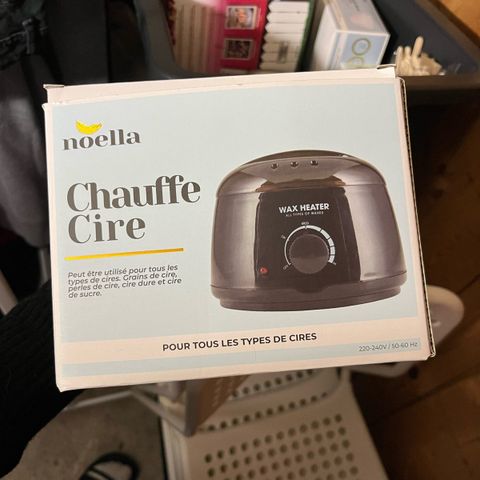 noella
Chauffe
Cire
Peut être utilisé pour tous les
types de cires. Grains de cire,
perles de cire, cire dure et cire
de sucre.
WAX HEATER
ALL TYPES OF WAXES
MED
POUR TOUS LES TYPES DE CIRES
220-240V / 50-60 Hz